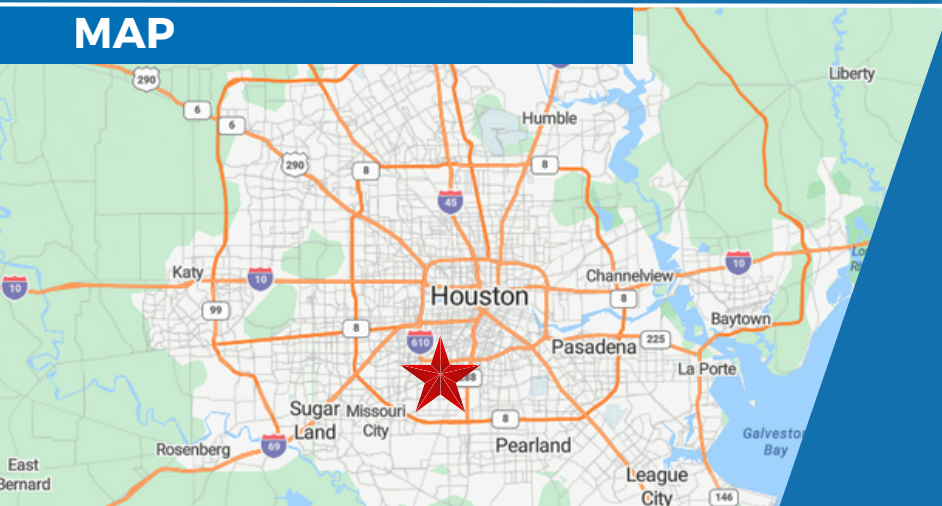 MAP
290
Liberty
6
6
Humble
290
8
8
45
Katy
10
10
10
Channelview
Houston
8
99
Baytown
8
610
Pasadena
225
La Porte
Sugar
Land
Missouri
City
8
Pearland
Galveston
Bay
Rosenberg
69
East
Bernard
League
City
146